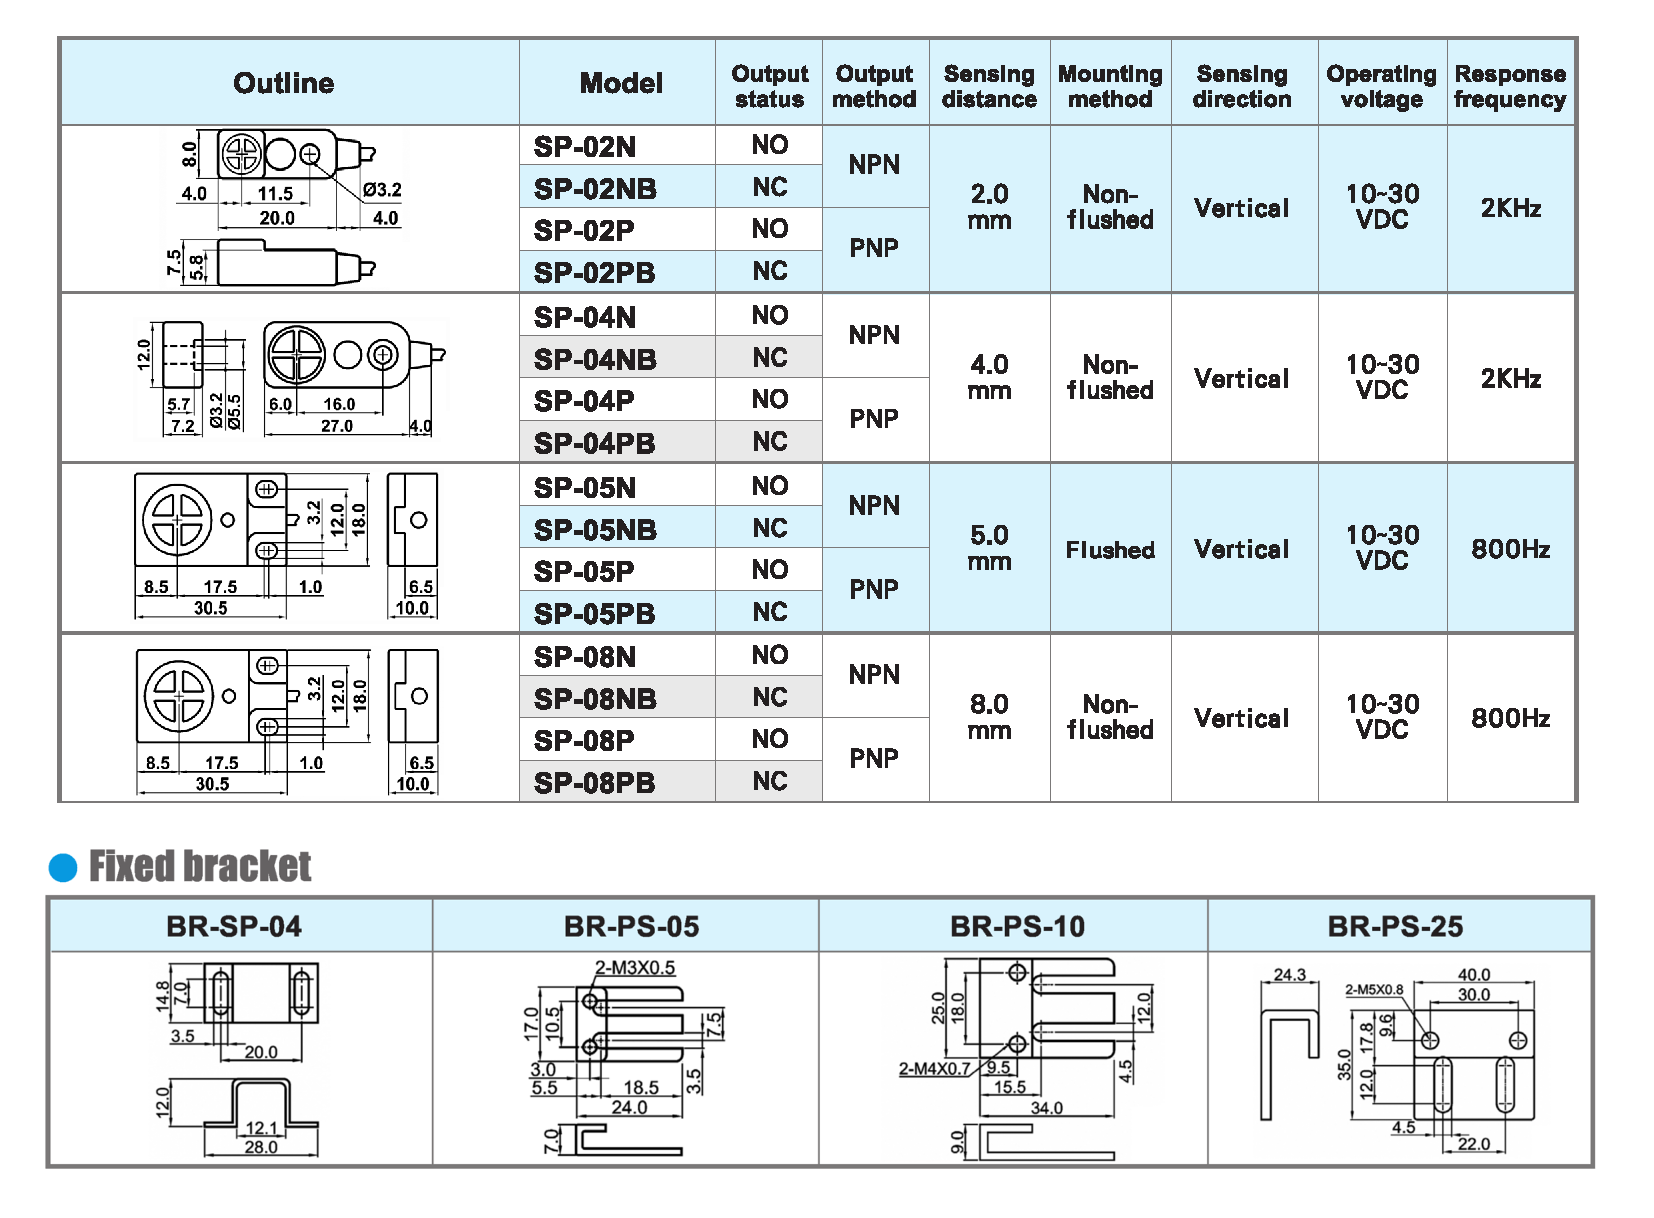 Outline Model Output status Output method Sensing distance Mounting method Sensing direction Operating voltage Response frequency
8.0
4.0 11.5 Ø3.2
20.0 4.0
7.5 5.8
SP-02N NO NPN
SP-02NB NC
SP-02P NO PNP
SP-02PB NC
2.0 mm Non-flushed Vertical 10~30 VDC 2KHz
12.0
5.7 Ø3.2 Ø5.5 6.0 16.0
7.2 27.0 4.0
SP-04N NO NPN
SP-04NB NC
SP-04P NO PNP
SP-04PB NC
4.0 mm Non-flushed Vertical 10~30 VDC 2KHz
3.2 12.0 18.0
8.5 17.5 1.0 6.5
30.5 10.0
SP-05N NO NPN
SP-05NB NC
SP-05P NO PNP
SP-05PB NC
5.0 mm Flushed Vertical 10~30 VDC 800Hz
3.2 12.0 18.0
8.5 17.5 1.0 6.5
30.5 10.0
SP-08N NO NPN
SP-08NB NC
SP-08P NO PNP
SP-08PB NC
8.0 mm Non-flushed Vertical 10~30 VDC 800Hz
Fixed bracket
BR-SP-04 BR-PS-05 BR-PS-10 BR-PS-25
14.8 7.0
3.5
20.0
12.0
12.1
28.0
2-M3X0.5
17.0 10.5 7.5
3.0
5.5 18.5 3.5
24.0
7.0
25.0 18.0 12.0
2-M4X0.7 9.5 4.5
15.5
34.0
9.0
24.3 40.0
2-M5X0.8 30.0
9.6
17.8
35.0
12.0
4.5
22.0